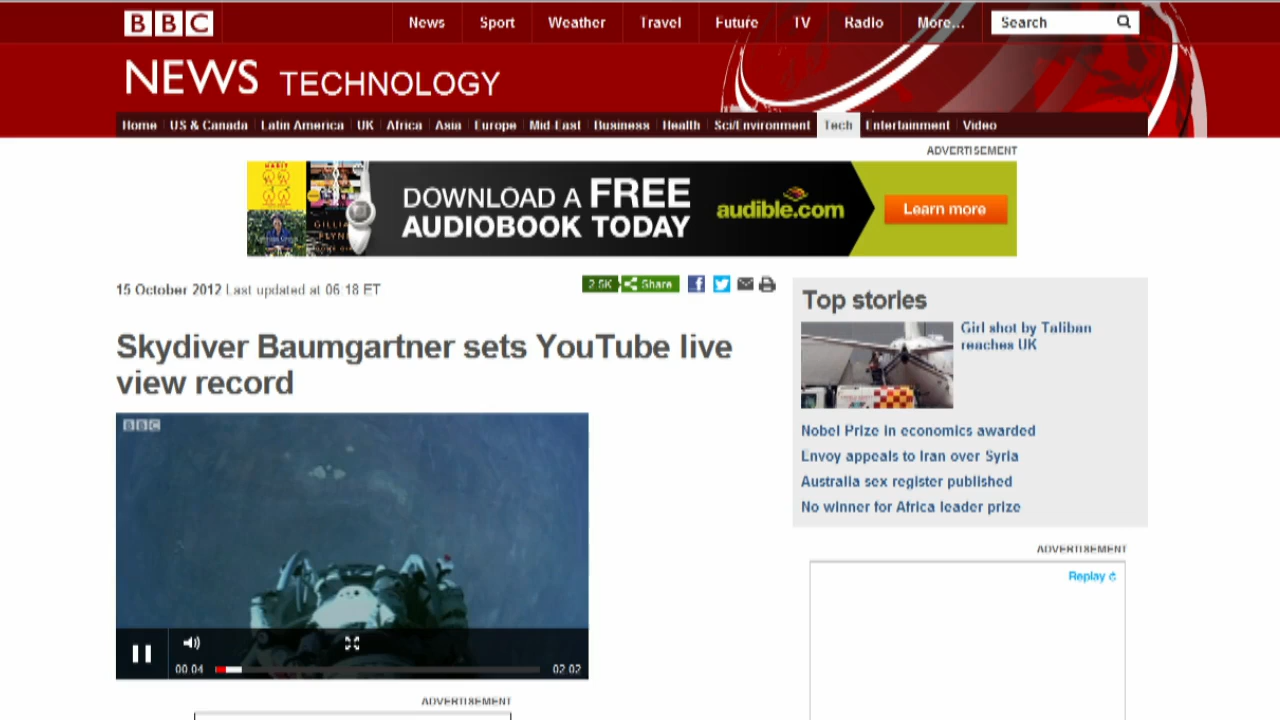 BBC
News Sport Weather Travel Future TV Radio More... Search
NEWS TECHNOLOGY
Home US & Canada Latin America UK Africa Asia Europe Mid-East Business Health Sci/Environment Tech Entertainment Video
ADVERTISEMENT
DOWNLOAD A FREE
AUDIOBOOK TODAY
audible.com
Learn more
15 October 2012 Last updated at 06:18 ET
2.5K Share
Skydiver Baumgartner sets YouTube live
view record
BBC
00:04 02:02
ADVERTISEMENT
Top stories
Girl shot by Taliban
reaches UK
Nobel Prize in economics awarded
Envoy appeals to Iran over Syria
Australia sex register published
No winner for Africa leader prize
ADVERTISEMENT
Replay